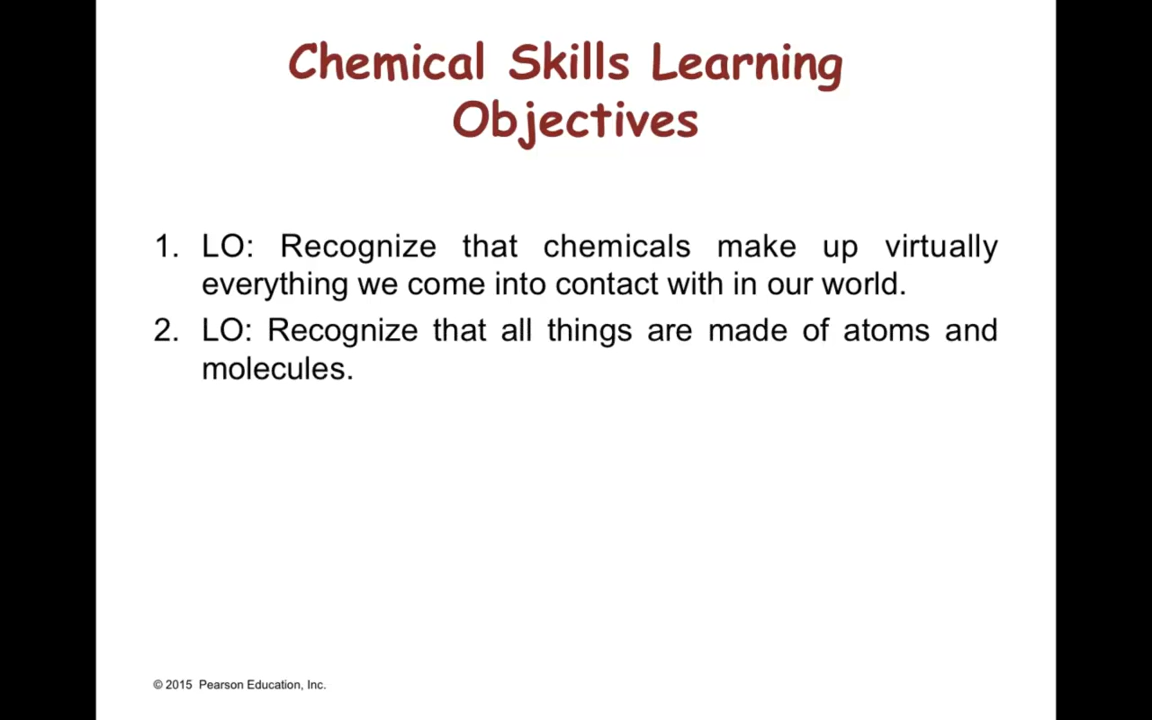 Chemical Skills Learning
Objectives
1. LO: Recognize that chemicals make up virtually
everything we come into contact with in our world.
2. LO: Recognize that all things are made of atoms and
molecules.
© 2015 Pearson Education, Inc.